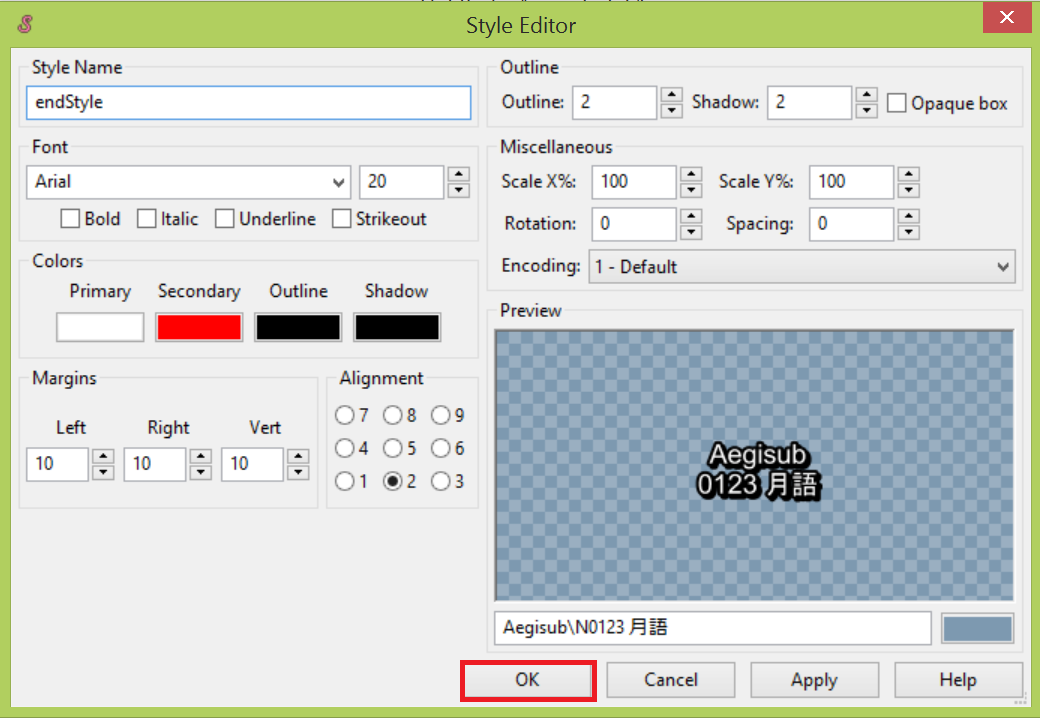 Style Editor
Style Name
endStyle
Font
Arial
20
Bold Italic Underline Strikeout
Colors
Primary Secondary Outline Shadow
Margins
Left Right Vert
10 10 10
Alignment
7 8 9
4 5 6
1 2 3
Outline
Outline: 2 Shadow: 2 Opaque box
Miscellaneous
Scale X%: 100 Scale Y%: 100
Rotation: 0 Spacing: 0
Encoding: 1 - Default
Preview
Aegisub
0123 月語
Aegisub\N0123 月語
OK Cancel Apply Help